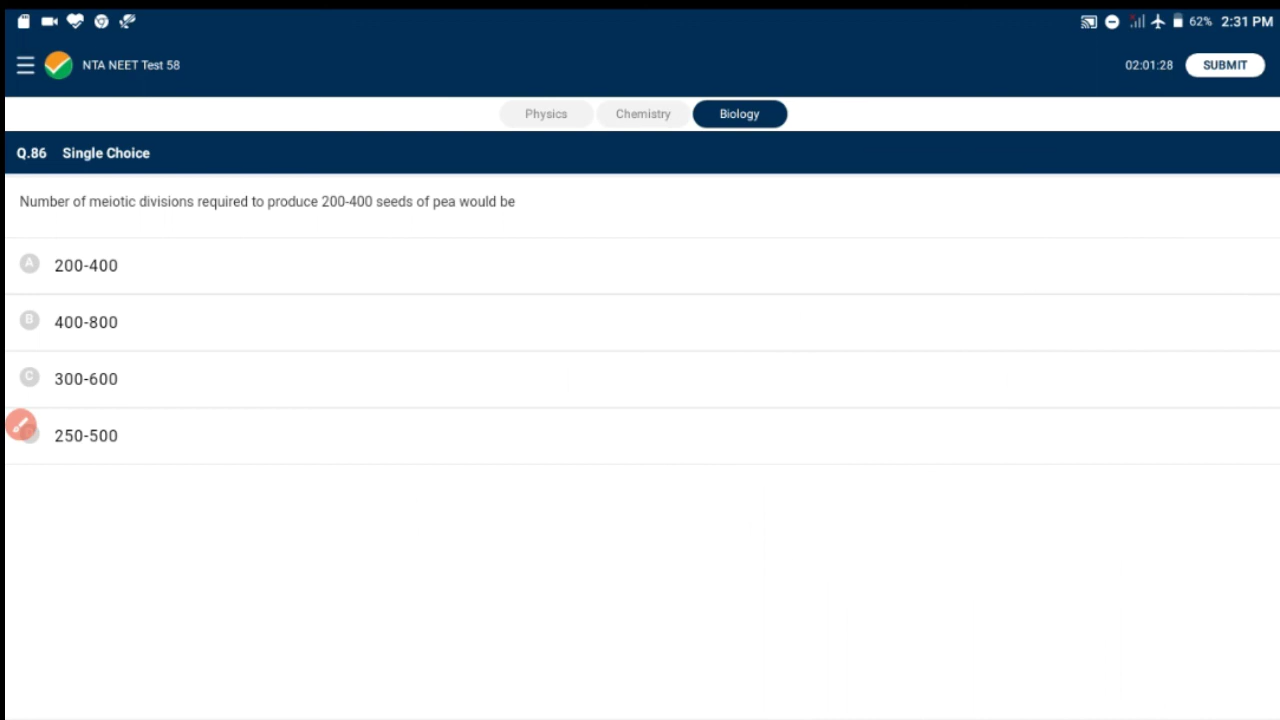 62% 2:31 PM
NTA NEET Test 58
02:01:28 SUBMIT
Physics Chemistry Biology
Q.86 Single Choice
Number of meiotic divisions required to produce 200-400 seeds of pea would be
A 200-400
B 400-800
C 300-600
250-500